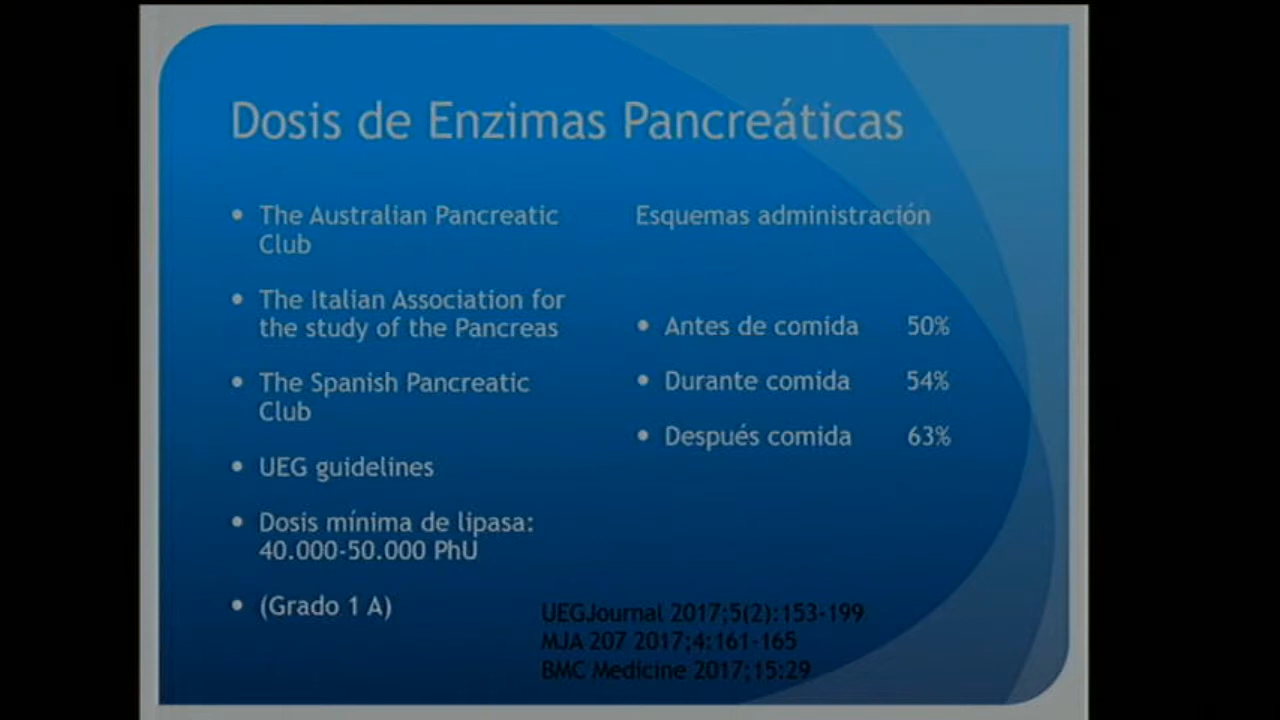 Dosis de Enzimas Pancreáticas
• The Australian Pancreatic
Club
• The Italian Association for
the study of the Pancreas
• The Spanish Pancreatic
Club
• UEG guidelines
• Dosis mínima de lipasa:
40.000-50.000 PhU
• (Grado 1 A)
Esquemas administración
• Antes de comida 50%
• Durante comida 54%
• Después comida 63%
UEGJournal 2017;5(2):153-199
MJA 207 2017;4:161-165
BMC Medicine 2017;15:29